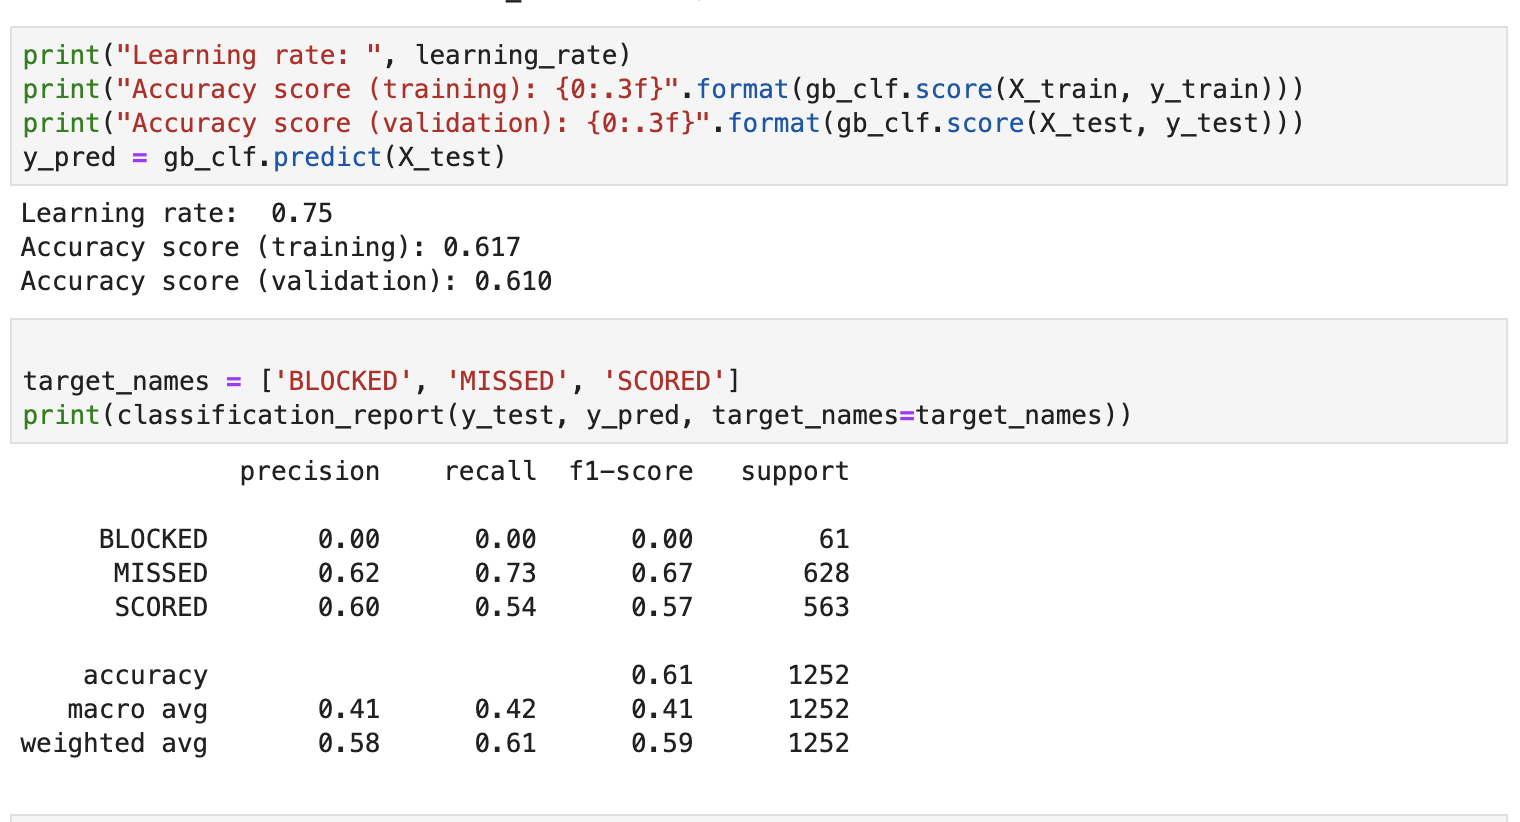 print("Learning rate: ", learning_rate)
print("Accuracy score (training): {0:.3f}".format(gb_clf.score(X_train, y_train)))
print("Accuracy score (validation): {0:.3f}".format(gb_clf.score(X_test, y_test)))
y_pred = gb_clf.predict(X_test)
Learning rate:  0.75
Accuracy score (training): 0.617
Accuracy score (validation): 0.610
target_names = ['BLOCKED', 'MISSED', 'SCORED']
print(classification_report(y_test, y_pred, target_names=target_names))
              precision    recall  f1-score   support
     BLOCKED       0.00      0.00      0.00        61
      MISSED       0.62      0.73      0.67       628
      SCORED       0.60      0.54      0.57       563
    accuracy                           0.61      1252
   macro avg       0.41      0.42      0.41      1252
weighted avg       0.58      0.61      0.59      1252